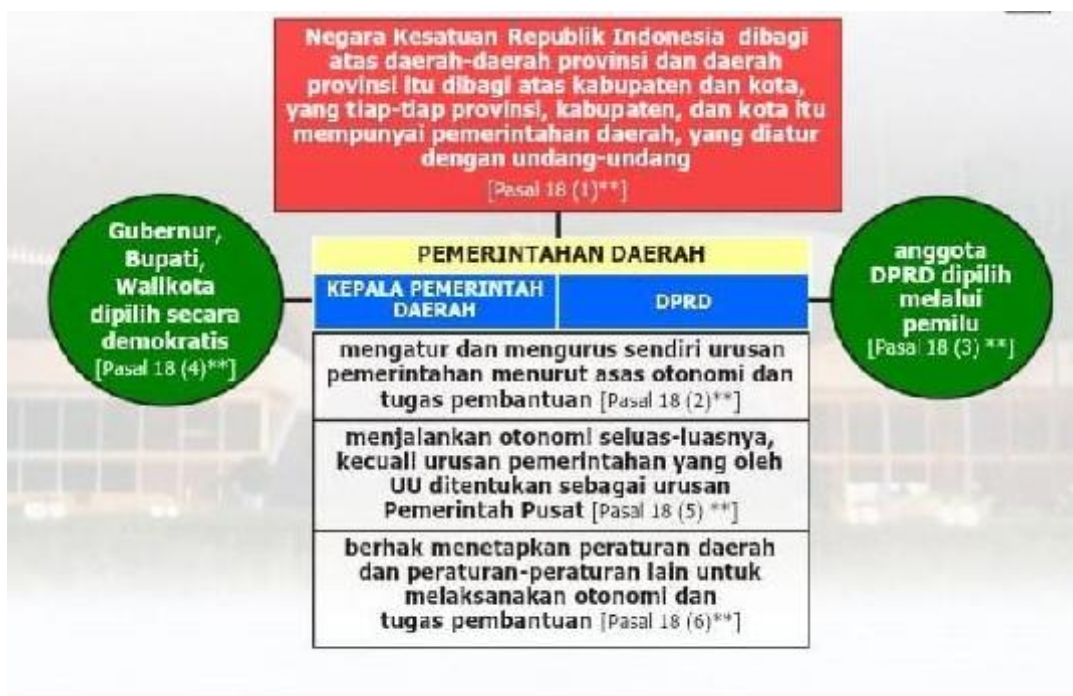 Negara Kesatuan Republik Indonesia dibagi
atas daerah-daerah provinsi dan daerah
provinsi itu dibagi atas kabupaten dan kota,
yang tiap-tiap provinsi, kabupaten, dan kota itu
mempunyai pemerintahan daerah, yang diatur
dengan undang-undang
[Pasal 18 (1)**]
Gubernur,
Bupati,
Walikota
dipilih secara
demokratis
[Pasal 18 (4)**]
PEMERINTAHAN DAERAH
KEPALA PEMERINTAH
DAERAH
DPRD
anggota
DPRD dipilih
melalui
pemilu
[Pasal 18 (3) **]
mengatur dan mengurus sendiri urusan
pemerintahan menurut asas otonomi dan
tugas pembantuan [Pasal 18 (2)**]
menjalankan otonomi seluas-luasnya,
kecuali urusan pemerintahan yang oleh
UU ditentukan sebagai urusan
Pemerintah Pusat [Pasal 18 (5) **]
berhak menetapkan peraturan daerah
dan peraturan-peraturan lain untuk
melaksanakan otonomi dan
tugas pembantuan [Pasal 18 (6)**]